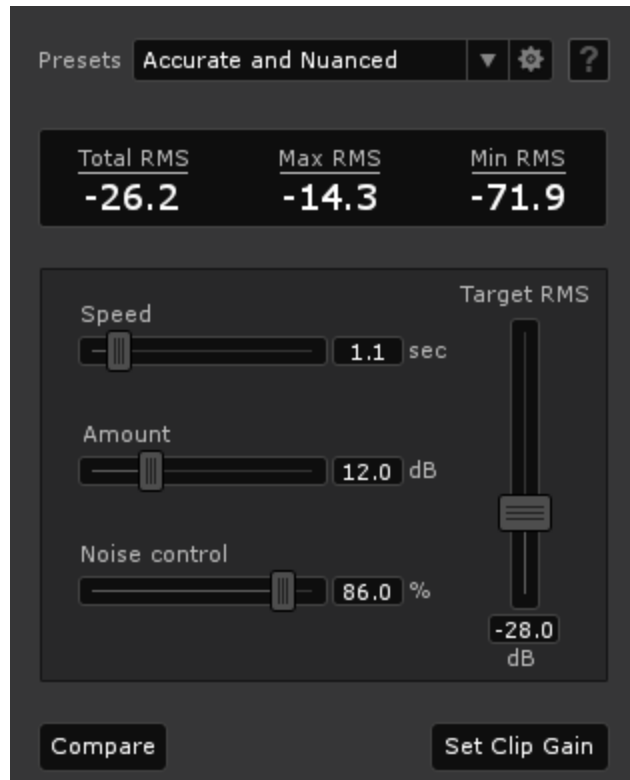 Presets Accurate and Nuanced ▼ ?
Total RMS Max RMS Min RMS
-26.2 -14.3 -71.9
Target RMS
Speed
1.1 sec
Amount
12.0 dB
Noise control
86.0 %
-28.0
dB
Compare Set Clip Gain